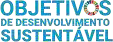 OBJETIVOS
DE DESENVOLVIMENTO
SUSTENTÁVEL